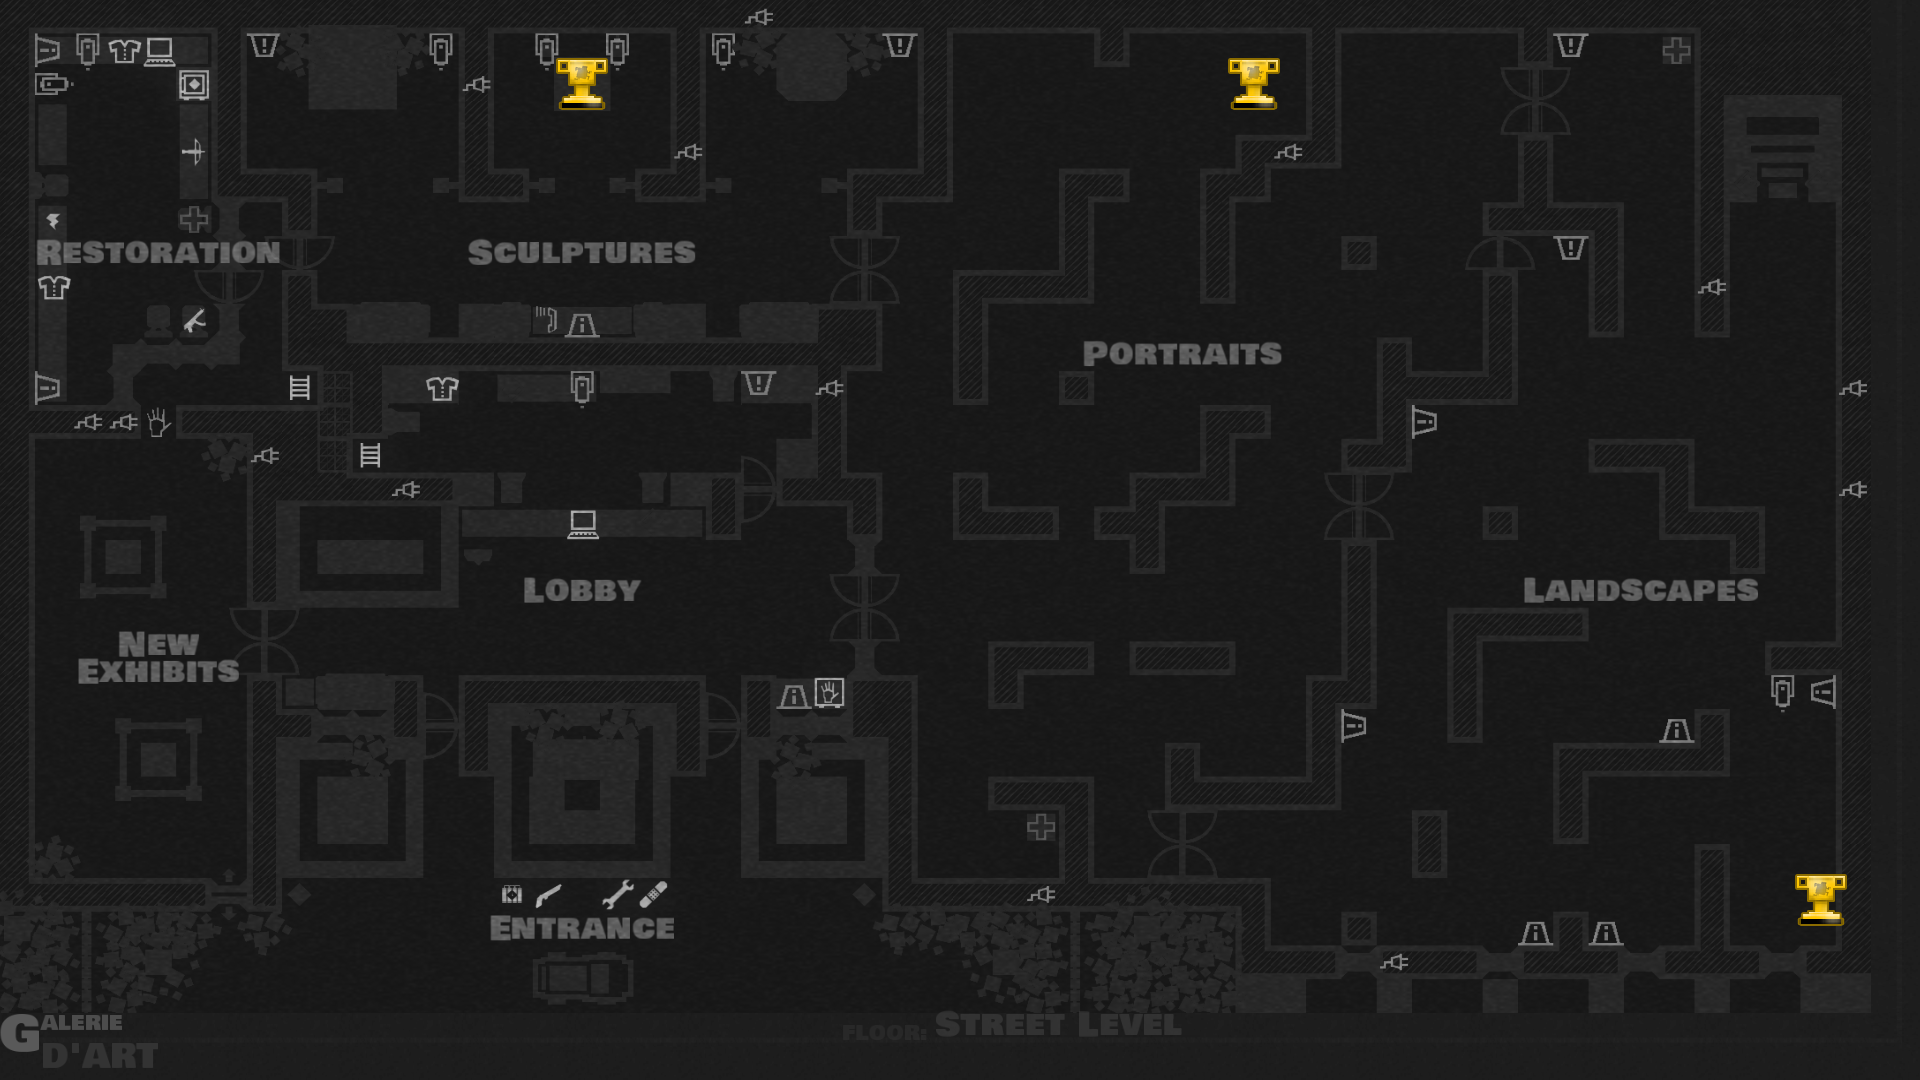 RESTORATION
SCULPTURES
PORTRAITS
LOBBY
LANDSCAPES
NEW
EXHIBITS
ENTRANCE
GALERIE
D'ART
FLOOR: STREET LEVEL